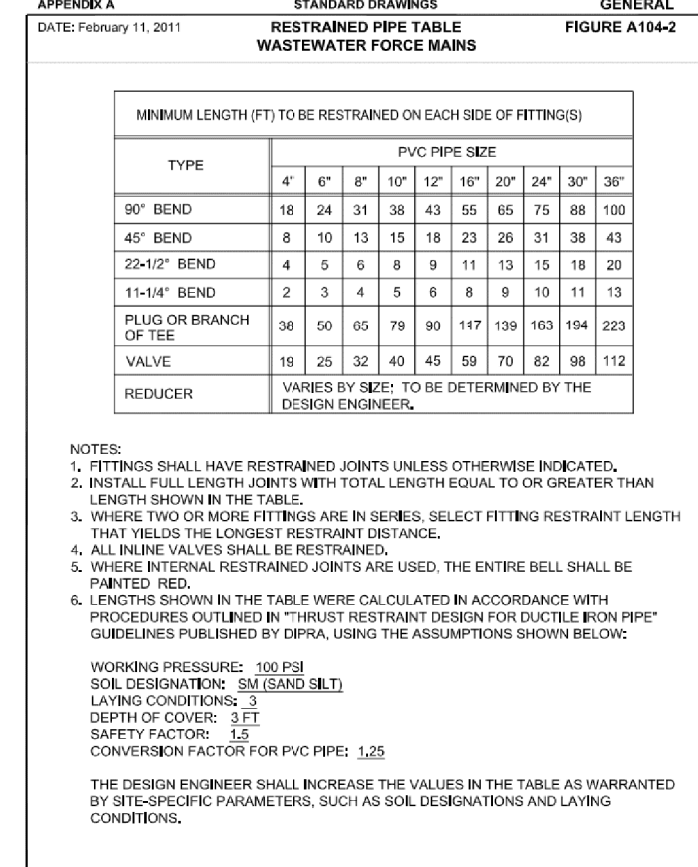 APPENDIX A STANDARD DRAWINGS GENERAL
DATE: February 11, 2011 RESTRAINED PIPE TABLE FIGURE A104-2
WASTEWATER FORCE MAINS
MINIMUM LENGTH (FT) TO BE RESTRAINED ON EACH SIDE OF FITTING(S)
TYPE PVC PIPE SIZE
4" 6" 8" 10" 12" 16" 20" 24" 30" 36"
90° BEND 18 24 31 38 43 55 65 75 88 100
45° BEND 8 10 13 15 18 23 26 31 38 43
22-1/2° BEND 4 5 6 8 9 11 13 15 18 20
11-1/4° BEND 2 3 4 5 6 8 9 10 11 13
PLUG OR BRANCH
OF TEE 38 50 65 79 90 117 139 163 194 223
VALVE 19 25 32 40 45 59 70 82 98 112
REDUCER VARIES BY SIZE; TO BE DETERMINED BY THE
DESIGN ENGINEER.
NOTES:
1. FITTINGS SHALL HAVE RESTRAINED JOINTS UNLESS OTHERWISE INDICATED.
2. INSTALL FULL LENGTH JOINTS WITH TOTAL LENGTH EQUAL TO OR GREATER THAN
LENGTH SHOWN IN THE TABLE.
3. WHERE TWO OR MORE FITTINGS ARE IN SERIES, SELECT FITTING RESTRAINT LENGTH
THAT YIELDS THE LONGEST RESTRAINT DISTANCE.
4. ALL INLINE VALVES SHALL BE RESTRAINED.
5. WHERE INTERNAL RESTRAINED JOINTS ARE USED, THE ENTIRE BELL SHALL BE
PAINTED RED.
6. LENGTHS SHOWN IN THE TABLE WERE CALCULATED IN ACCORDANCE WITH
PROCEDURES OUTLINED IN "THRUST RESTRAINT DESIGN FOR DUCTILE IRON PIPE"
GUIDELINES PUBLISHED BY DIPRA, USING THE ASSUMPTIONS SHOWN BELOW:
WORKING PRESSURE: 100 PSI
SOIL DESIGNATION: SM (SAND SILT)
LAYING CONDITIONS: 3
DEPTH OF COVER: 3 FT
SAFETY FACTOR: 1.5
CONVERSION FACTOR FOR PVC PIPE: 1.25
THE DESIGN ENGINEER SHALL INCREASE THE VALUES IN THE TABLE AS WARRANTED
BY SITE-SPECIFIC PARAMETERS, SUCH AS SOIL DESIGNATIONS AND LAYING
CONDITIONS.